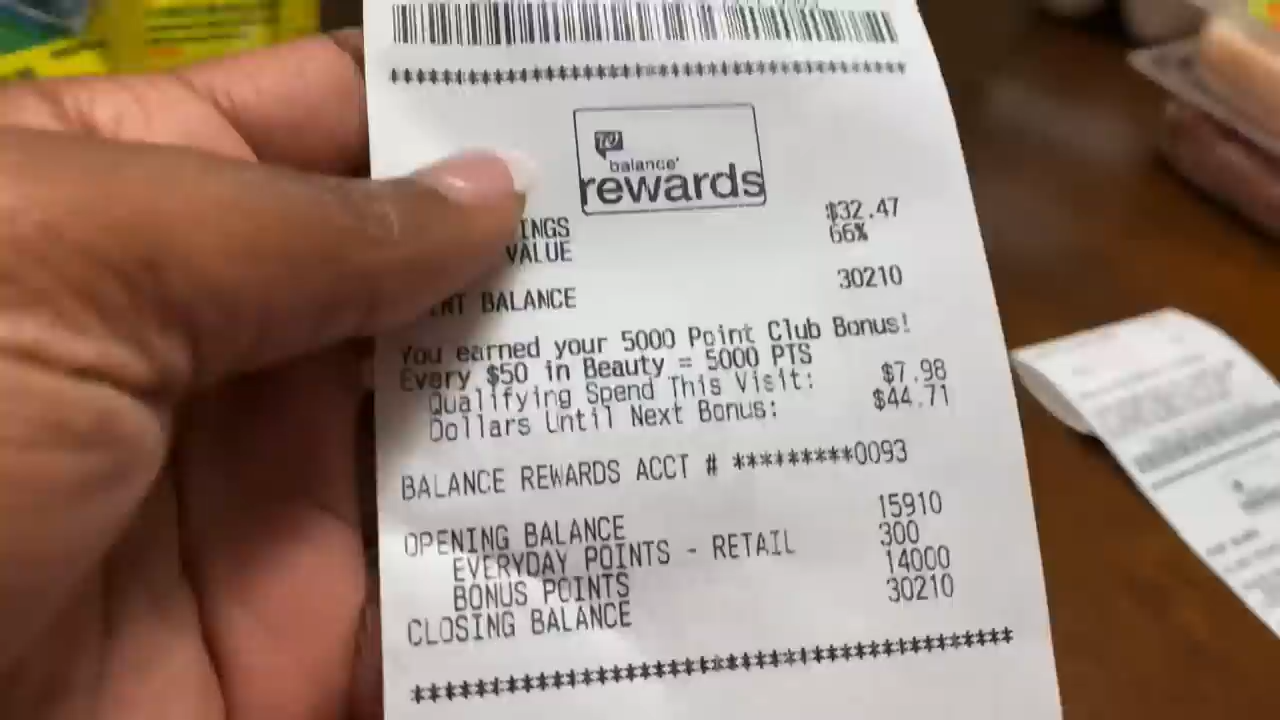 balance®
rewards
INGS $32.47
VALUE 66%
BALANCE 30210
You earned your 5000 Point Club Bonus!
Every $50 in Beauty = 5000 PTS
Qualifying Spend This Visit: $7.98
Dollars Until Next Bonus: $44.71
BALANCE REWARDS ACCT # *********0093
OPENING BALANCE 15910
EVERYDAY POINTS - RETAIL 300
BONUS POINTS 14000
CLOSING BALANCE 30210